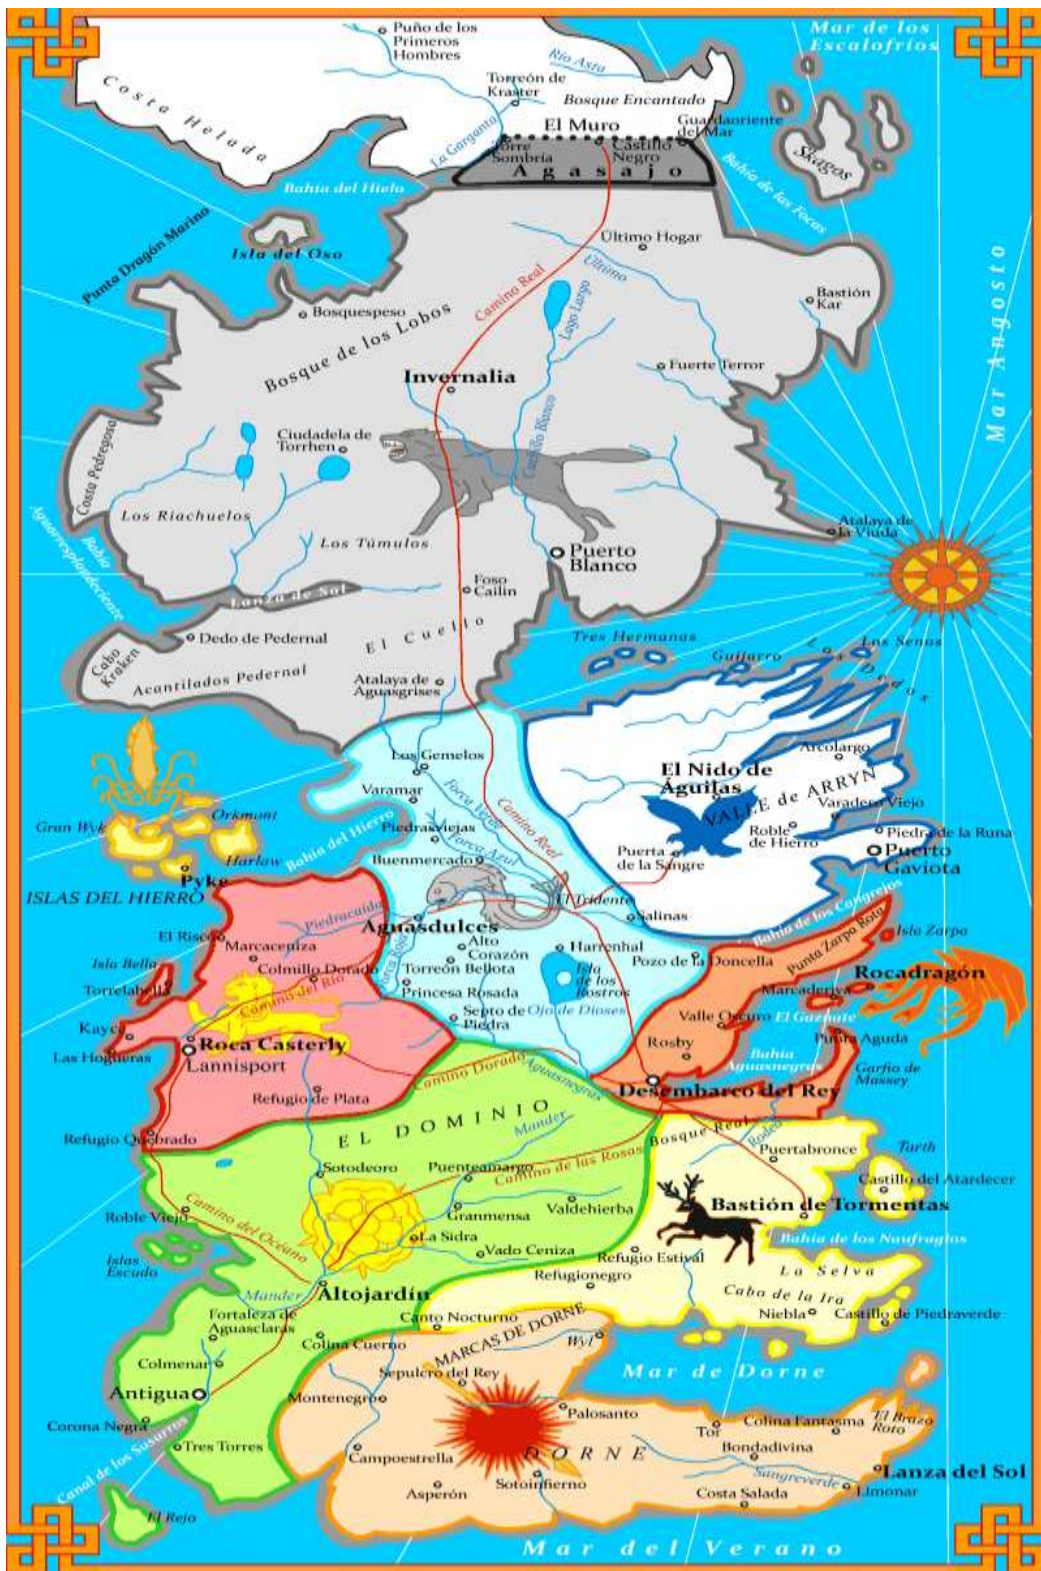 Mar de los
Escalofríos
Puño de los
Primeros
Hombres
Río Asta
Torreón de
Kraster
Bosque Encantado
Costa Helada
El Muro
Guardaoriente
del Mar
La Garganta
Torre
Sombría
Castillo
Negro
Agasajo
Skagos
Bahía del Hielo
Bahía de las Focas
Punta Dragón Marino
Isla del Oso
Último Hogar
Último
Camino Real
Lago Largo
Bastión
Kar
Mar Angosto
Bosquespeso
Bosque de los Lobos
Fuerte Terror
Invernalia
Cuchillo Blanco
Costa Pedregosa
Ciudadela de
Torrhen
Los Riachuelos
Los Túmulos
Bahía
Aguarresplandeciente
Atalaya de
la Viuda
Puerto
Blanco
Foso
Cailin
Lanza de Sal
Dedo de Pedernal
El Cuello
Tres Hermanas
Guijarro
Los Senos
Los Dedos
Cabo
Kraken
Acantilados Pedernal
Atalaya de
Aguasgrises
Los Gemelos
Arcolargo
El Nido de
Águilas
VALLE de ARRYN
Varamar
Forca Verde
Camino Real
Varadero Viejo
Gran Wyk
Orkmont
Bahía del Hierro
Piedrasviejas
Roble
de Hierro
Piedra de la Runa
Harlaw
Forca Azul
Buenmercado
Puerta
de la Sangre
Puerto
Gaviota
Pyke
ISLAS DEL HIERRO
El Tridente
Salinas
Bahía de los Cangrejos
Piedracaída
Aguasdulces
El Risco
Marcaceniza
Forca Roja
Alto
Corazón
Harrenhal
Pozo de la Doncella
Punta Zarpa Rota
Isla Zarpa
Isla Bella
Colmillo Dorado
Torreón Bellota
Isla
de los
Rostros
Rocadragón
Torrelabella
Camino del Río
Princesa Rosada
Marcaderiva
Kayce
Septo de
Piedra
Ojo de Dioses
Valle Oscuro
El Gaznate
Las Hogueras
Roca Casterly
Lannisport
Rosby
Punta Aguda
Bahía
Aguasnegras
Camino Dorado
Aguasnegras
Garfio de
Massey
Refugio de Plata
Desembarco del Rey
EL DOMINIO
Mander
Bosque Real
Rodeo
Refugio Quebrado
Puertabronce
Tarth
Sotodeoro
Puenteamargo
Camino de las Rosas
Castillo del Atardecer
Camino del Océano
Roble Viejo
Granmensa
Valdehierba
Bastión de Tormentas
La Sidra
Vado Ceniza
Refugio Estival
Bahía de los Naufragios
Islas
Escudo
Refugionegro
La Selva
Mander
Altojardín
Cabo de la Ira
Fortaleza de
Aguasclaras
Canto Nocturno
Niebla
Castillo de Piedraverde
Colina Cuerno
MARCAS DE DORNE
Wyl
Colmenar
Sepulcro del Rey
Mar de Dorne
Antigua
Montenegro
Palosanto
Corona Negra
Tor
Colina Fantasma
El Brazo
Roto
Canal de los Susurros
Tres Torres
Campoestrella
DORNE
Bondadivina
Sangreverde
Lanza del Sol
Asperón
Sotoinfierno
Costa Salada
Limonar
El Rejo
Mar del Verano